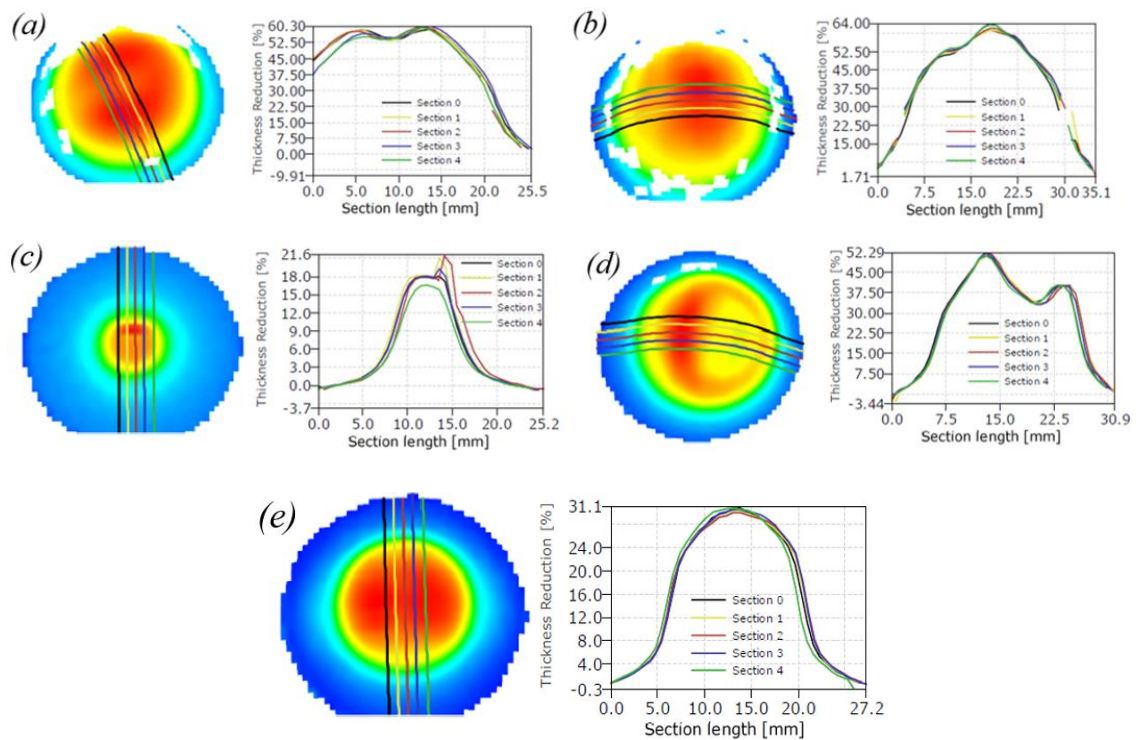 (a)
Thickness Reduction [%]
60.30
52.50
45.00
37.50
30.00
22.50
15.00
7.50
0.00
-9.91
Section 0
Section 1
Section 2
Section 3
Section 4
0.0 5.0 10.0 15.0 20.0 25.5
Section length [mm]
(b)
Thickness Reduction [%]
64.00
52.50
45.00
37.50
30.00
22.50
15.00
1.71
Section 0
Section 1
Section 2
Section 3
Section 4
0.0 7.5 15.0 22.5 30.0 35.1
Section length [mm]
(c)
Thickness Reduction [%]
21.6
18.0
15.0
12.0
9.0
6.0
3.0
0.0
-3.7
Section 0
Section 1
Section 2
Section 3
Section 4
0.0 5.0 10.0 15.0 20.0 25.2
Section length [mm]
(d)
Thickness Reduction [%]
52.29
45.00
37.50
30.00
22.50
15.00
7.50
-3.44
Section 0
Section 1
Section 2
Section 3
Section 4
0.0 7.5 15.0 22.5 30.9
Section length [mm]
(e)
Thickness Reduction [%]
31.1
24.0
20.0
16.0
12.0
8.0
4.0
-0.3
Section 0
Section 1
Section 2
Section 3
Section 4
0.0 5.0 10.0 15.0 20.0 27.2
Section length [mm]